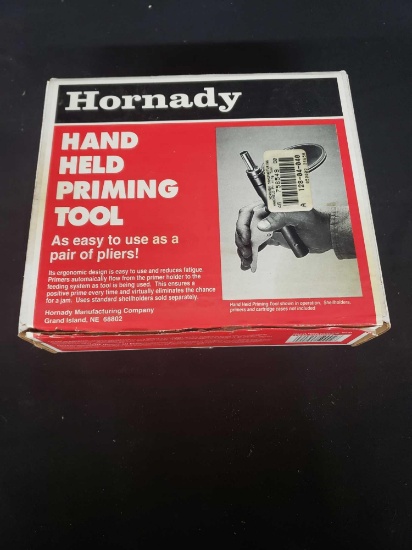 Hornady
HAND
HELD
PRIMING
TOOL
As easy to use as a
pair of pliers!
Its ergonomic design is easy to use and reduces fatigue.
Primers automaically flow from the primer holder to the
feeding system as tool is being used. This ensures a
positive prime every time and virtually eliminates the chance
for a jam. Uses standard shellholders sold separately.
Hornady Manufacturing Company
Grand Island, NE 68802
A 128-04-040
Hand Held Priming Tool shown in operation. Shellholders,
primers and cartridge cases not included